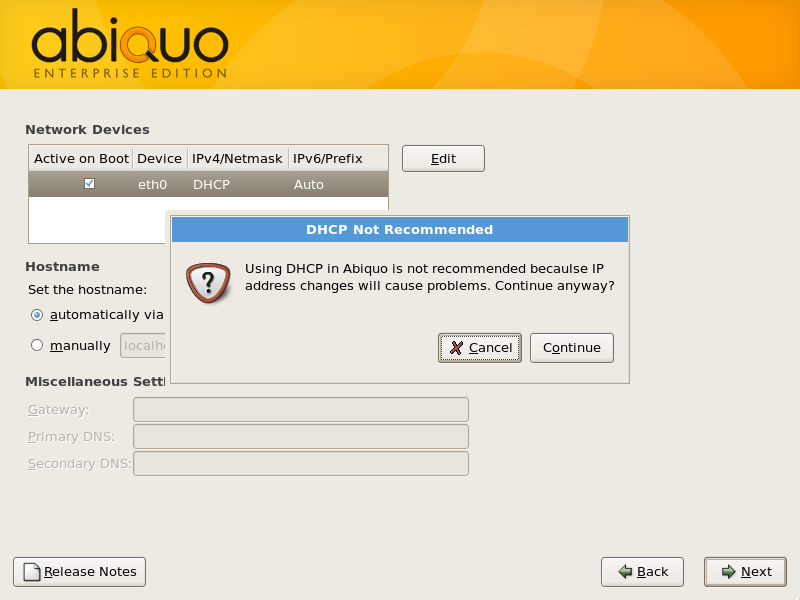 abiquo
ENTERPRISE EDITION
Network Devices
Active on Boot Device IPv4/Netmask IPv6/Prefix
eth0 DHCP Auto
Edit
DHCP Not Recommended
Using DHCP in Abiquo is not recommended becaulse IP
address changes will cause problems. Continue anyway?
Cancel Continue
Hostname
Set the hostname:
automatically via
manually localh
Miscellaneous Setti
Gateway:
Primary DNS:
Secondary DNS:
Release Notes Back Next